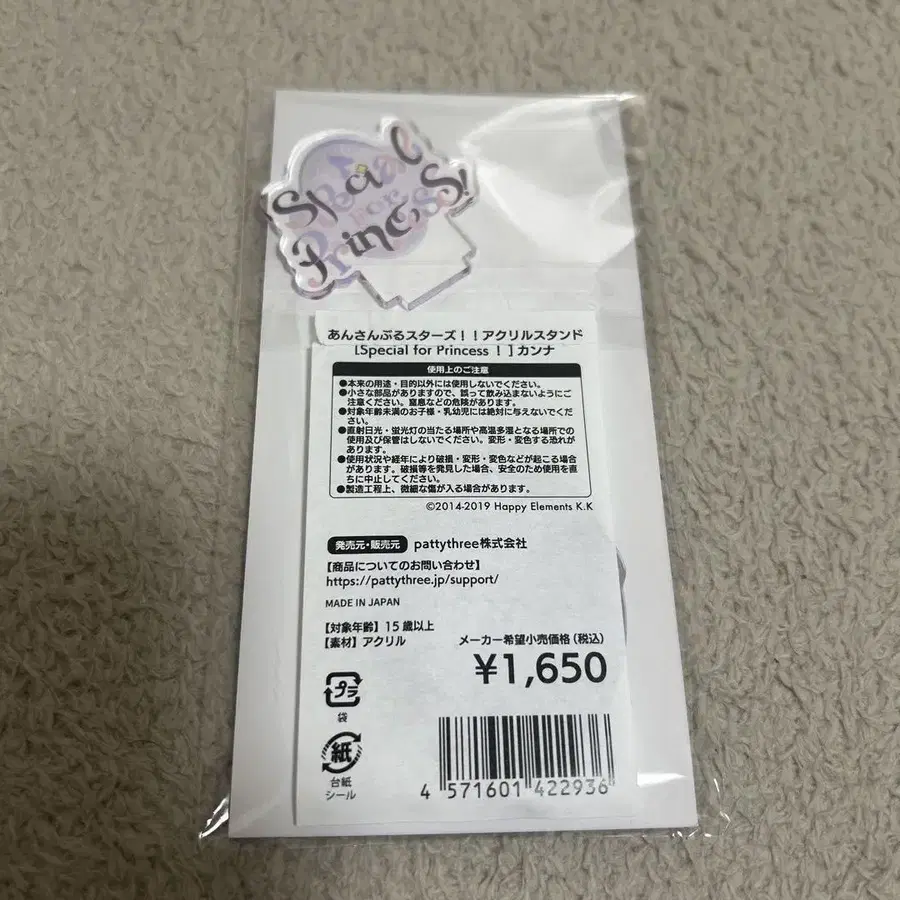 Special
FOR
Princess!
あんさんぶるスターズ！！アクリルスタンド
[Special for Princess！] カンナ
使用上のご注意
●本来の用途・目的以外には使用しないでください。
●小さな部品がありますので、誤って飲み込まないようにご
注意ください。窒息などの危険があります。
●対象年齢未満のお子様・乳幼児には絶対に与えないでくだ
さい。
●直射日光・蛍光灯の当たる場所や高温多湿となる場所での
使用及び保管はしないでください。変形・変色する恐れが
あります。
●使用状況や経年により破損・変形・変色などが起こる場合
があります。破損等を発見した場合、安全のため使用を直
ちに中止してください。
●製造工程上、微細な傷が入る場合があります。
©2014-2019 Happy Elements K.K
発売元・販売元 pattythree株式会社
【商品についてのお問い合わせ】
https://pattythree.jp/support/
MADE IN JAPAN
【対象年齢】15歳以上
【素材】アクリル
メーカー希望小売価格（税込）
¥1,650
プラ
袋
紙
台紙
シール
4 571601 422936